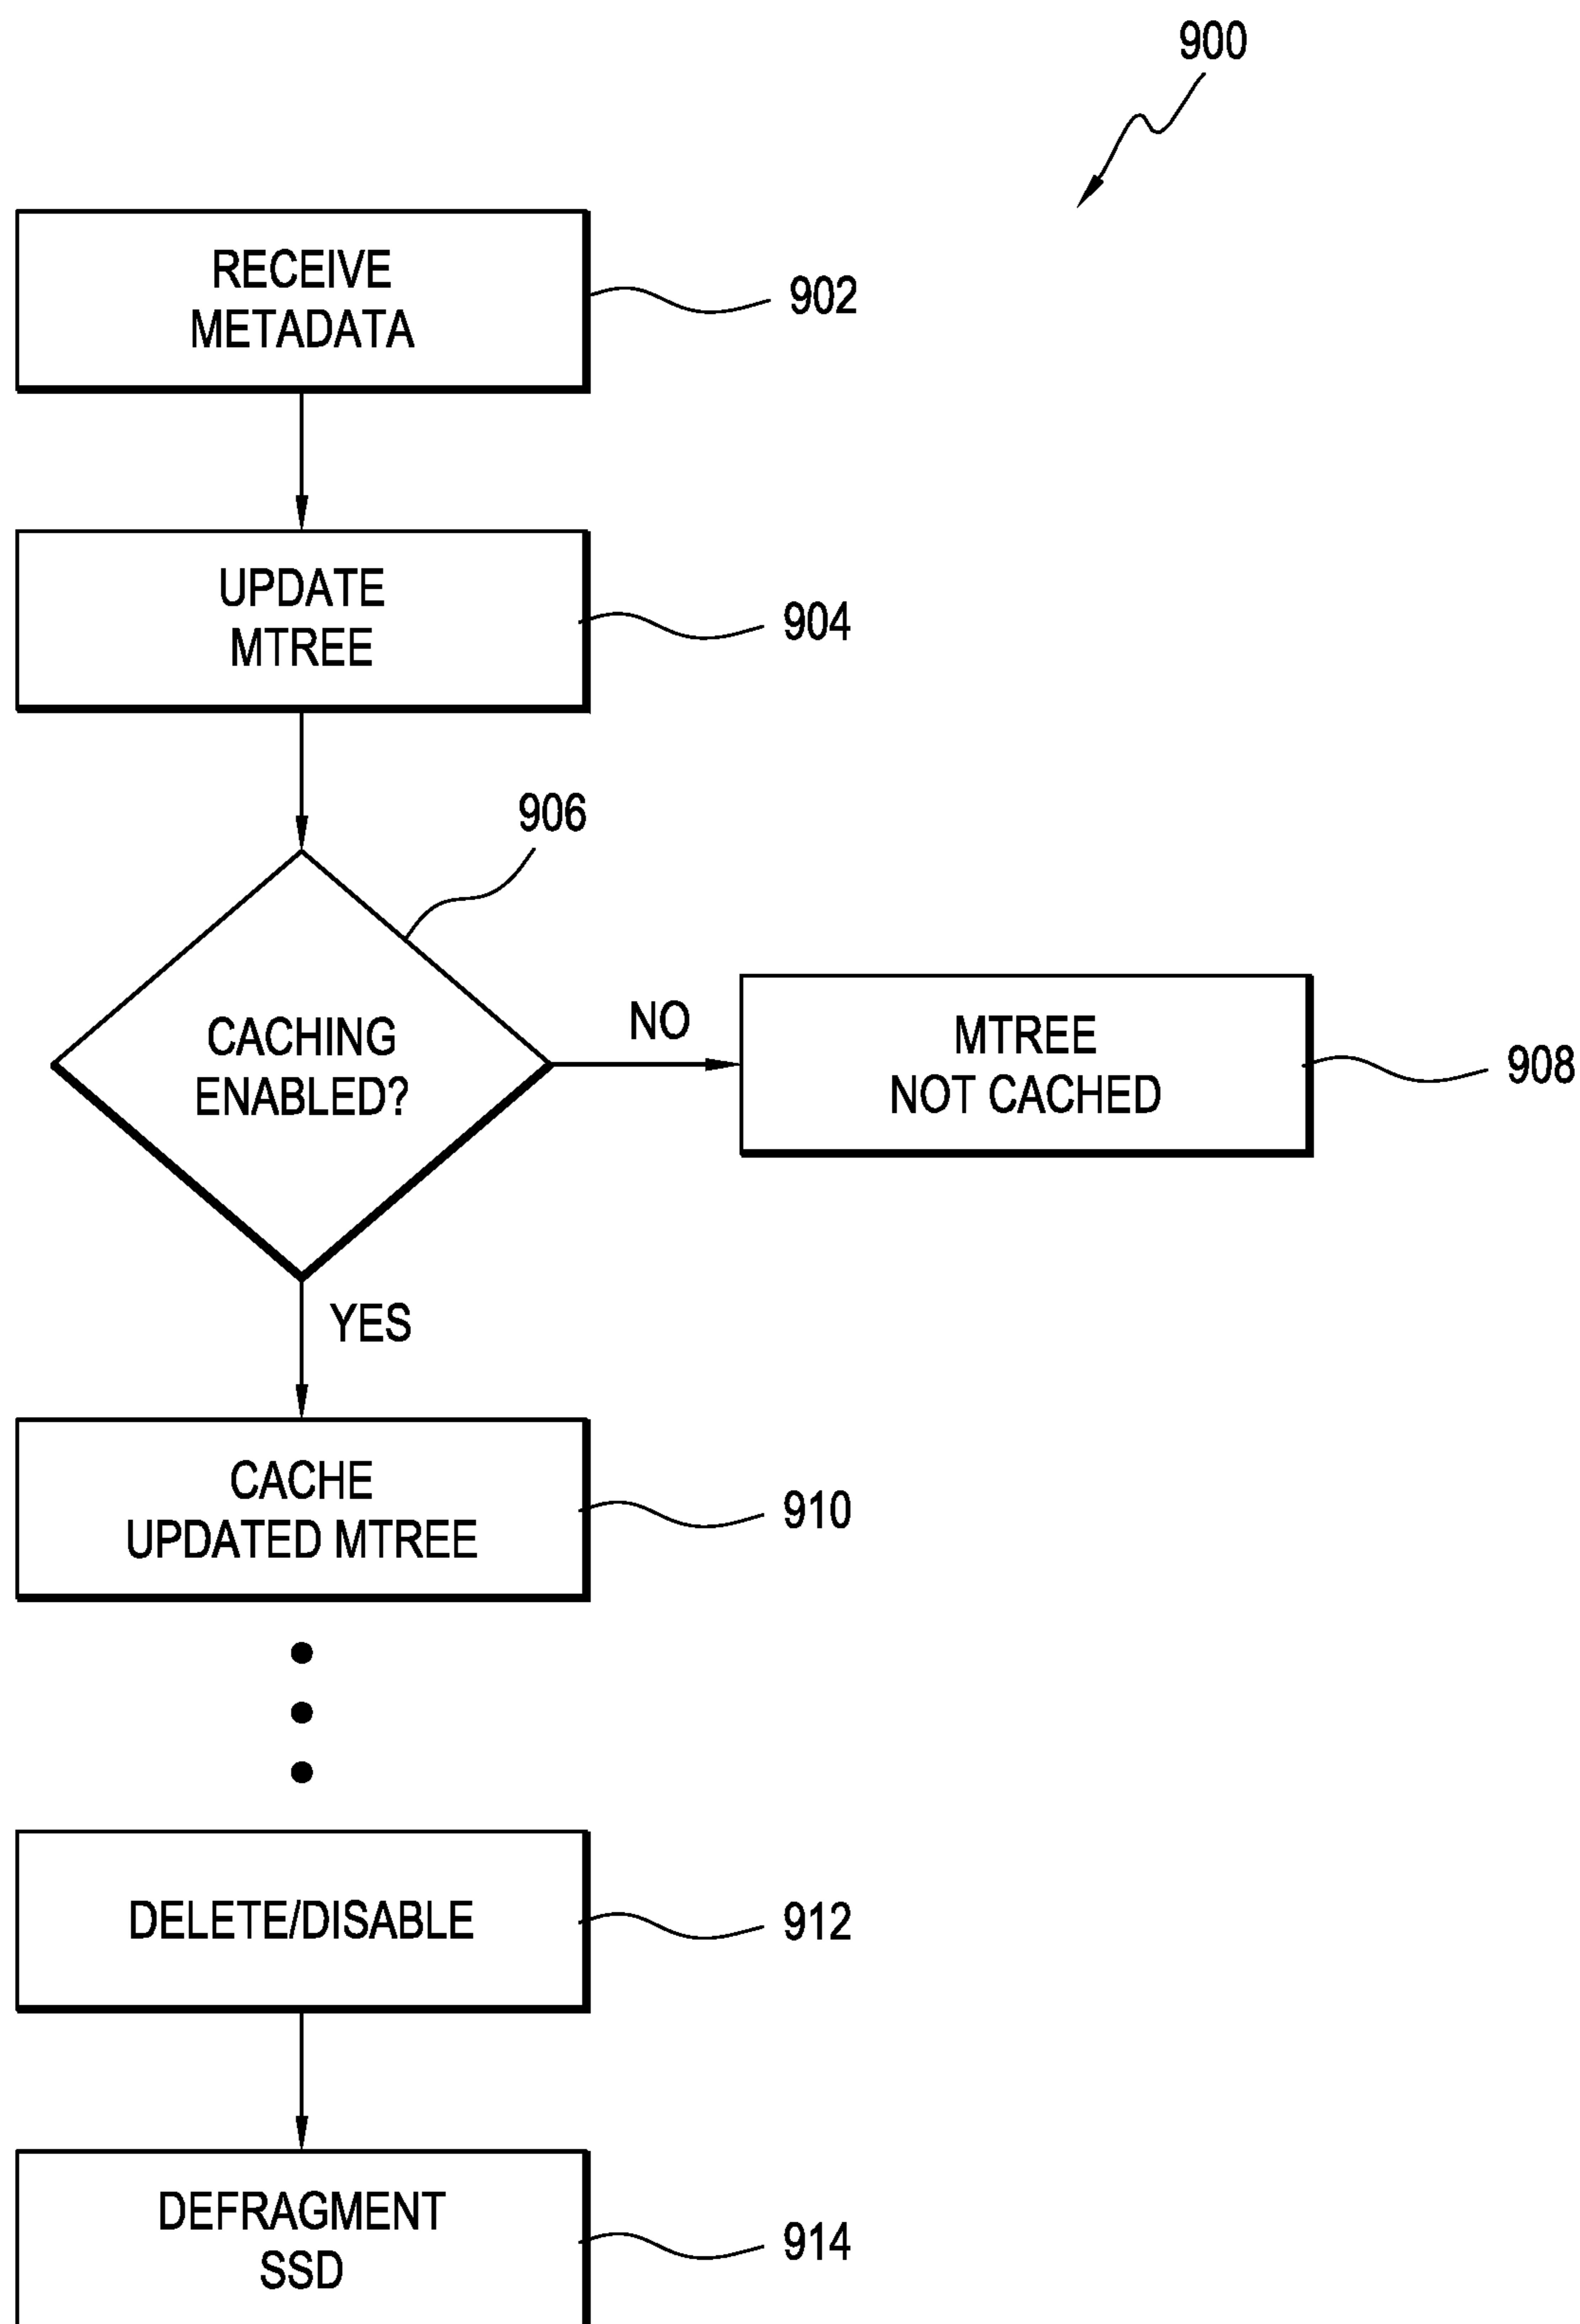 900
RECEIVE
METADATA
902
UPDATE
MTREE
904
906
CACHING
ENABLED?
NO
MTREE
NOT CACHED
908
YES
CACHE
UPDATED MTREE
910
DELETE/DISABLE
912
DEFRAGMENT
SSD
914